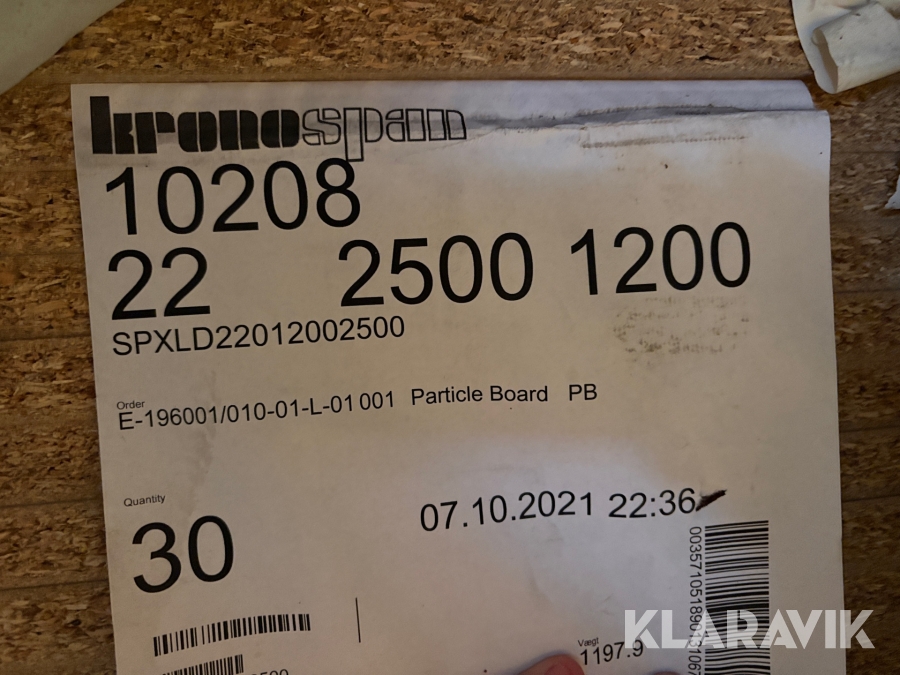 kronospan
10208
22 2500 1200
SPXLD22012002500
Order
E-196001/010-01-L-01 001 Particle Board PB
Quantity
30
07.10.2021 22:36
Vægt
1197.9
KLARAVIK